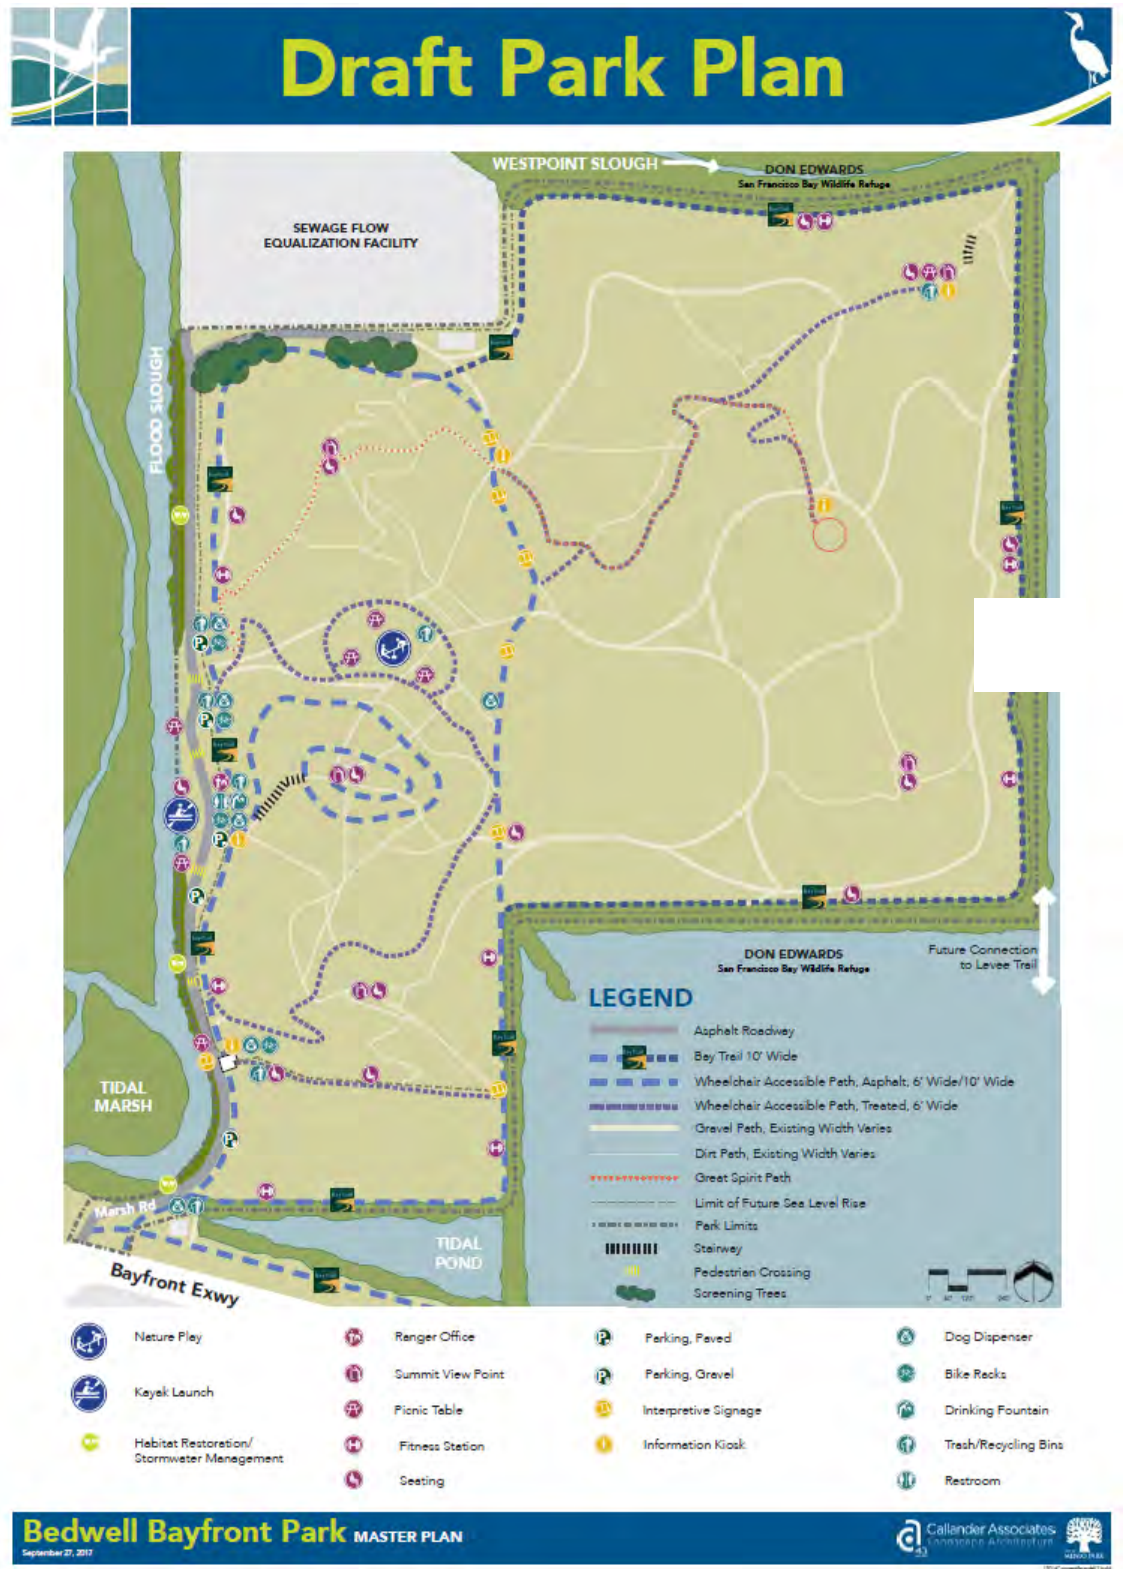 Draft Park Plan
WESTPOINT SLOUGH
DON EDWARDS
San Francisco Bay Wildlife Refuge
SEWAGE FLOW
EQUALIZATION FACILITY
FLOOD SLOUGH
TIDAL
MARSH
Marsh Rd
Bayfront Exwy
TIDAL
POND
DON EDWARDS
San Francisco Bay Wildlife Refuge
Future Connection
to Levee Trail
LEGEND
Asphalt Roadway
Bay Trail 10' Wide
Wheelchair Accessible Path, Asphalt, 6' Wide/10' Wide
Wheelchair Accessible Path, Treated, 6' Wide
Gravel Path, Existing Width Varies
Dirt Path, Existing Width Varies
Great Spirit Path
Limit of Future Sea Level Rise
Park Limits
Stairway
Pedestrian Crossing
Screening Trees
Nature Play
Kayak Launch
Habitat Restoration/
Stormwater Management
Ranger Office
Summit View Point
Picnic Table
Fitness Station
Seating
Parking, Paved
Parking, Gravel
Interpretive Signage
Information Kiosk
Dog Dispenser
Bike Racks
Drinking Fountain
Trash/Recycling Bins
Restroom
Bedwell Bayfront Park MASTER PLAN
September 27, 2017
Callander Associates
Landscape Architecture
MENLO PARK